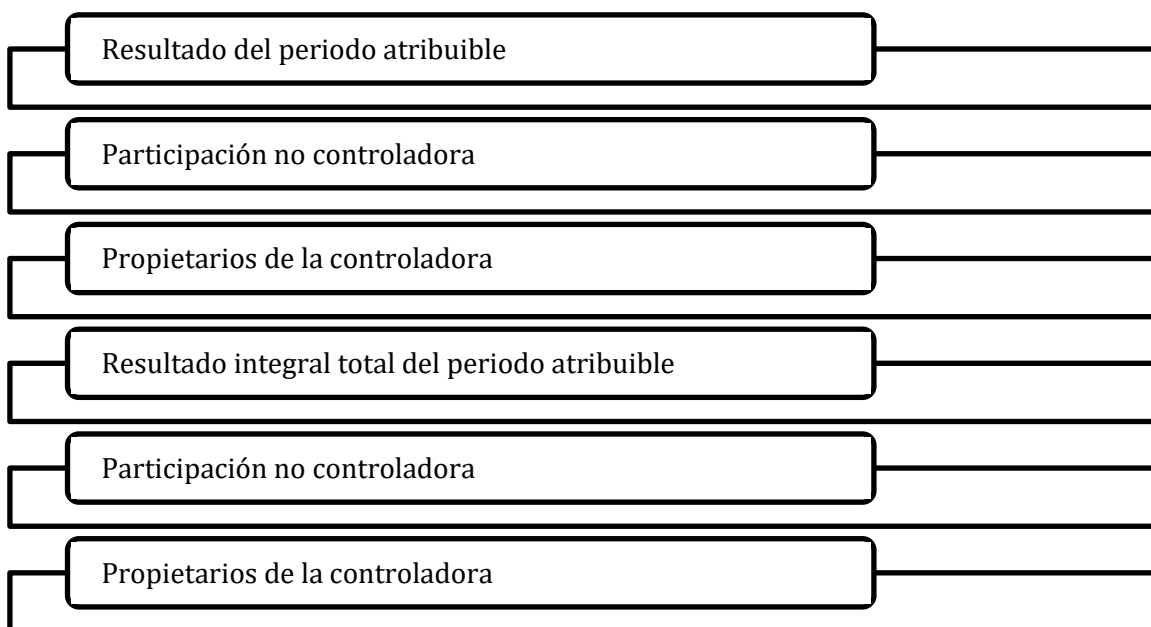 Resultado del periodo atribuible
Participación no controladora
Propietarios de la controladora
Resultado integral total del periodo atribuible
Participación no controladora
Propietarios de la controladora